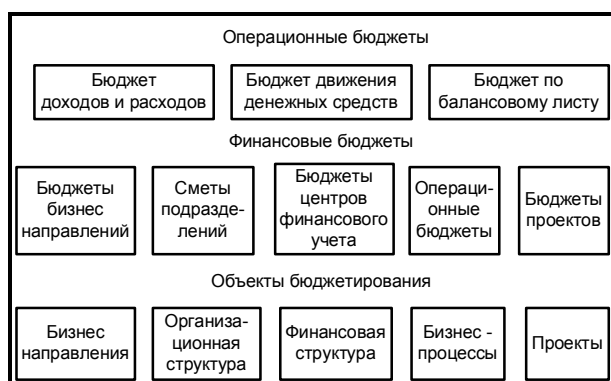 Операционные бюджеты
Бюджет
доходов и расходов
Бюджет движения
денежных средств
Бюджет по
балансовому листу
Финансовые бюджеты
Бюджеты
бизнес
направлений
Сметы
подразде-
лений
Бюджеты
центров
финансового
учета
Операци-
онные
бюджеты
Бюджеты
проектов
Объекты бюджетирования
Бизнес
направления
Организа-
ционная
структура
Финансовая
структура
Бизнес -
процессы
Проекты